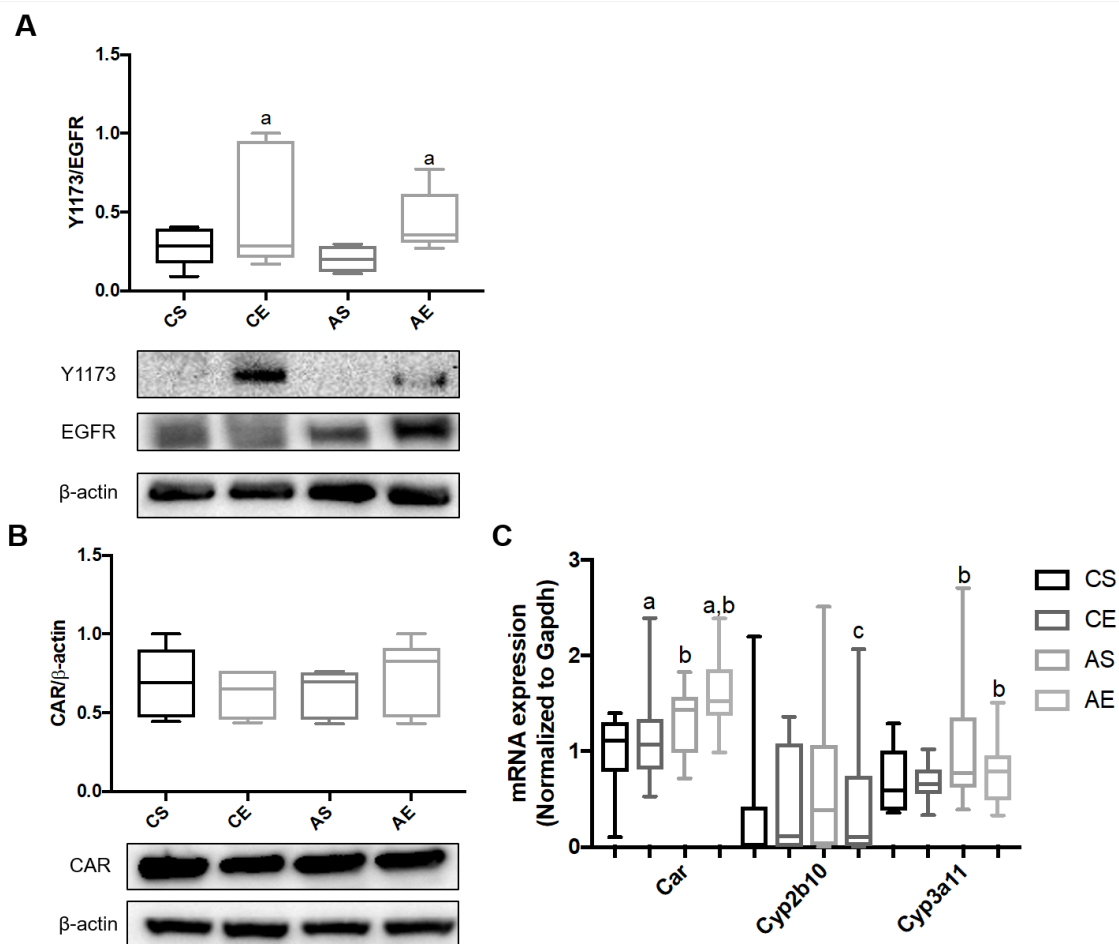 A
Y1173/EGFR
1.5
1.0
0.5
0.0
a
a
CS
CE
AS
AE
Y1173
EGFR
β-actin
B
CAR/β-actin
1.5
1.0
0.5
0.0
CS
CE
AS
AE
CAR
β-actin
C
mRNA expression
(Normalized to Gapdh)
3
2
1
0
a
b
a,b
c
b
b
Car
Cyp2b10
Cyp3a11
CS
CE
AS
AE